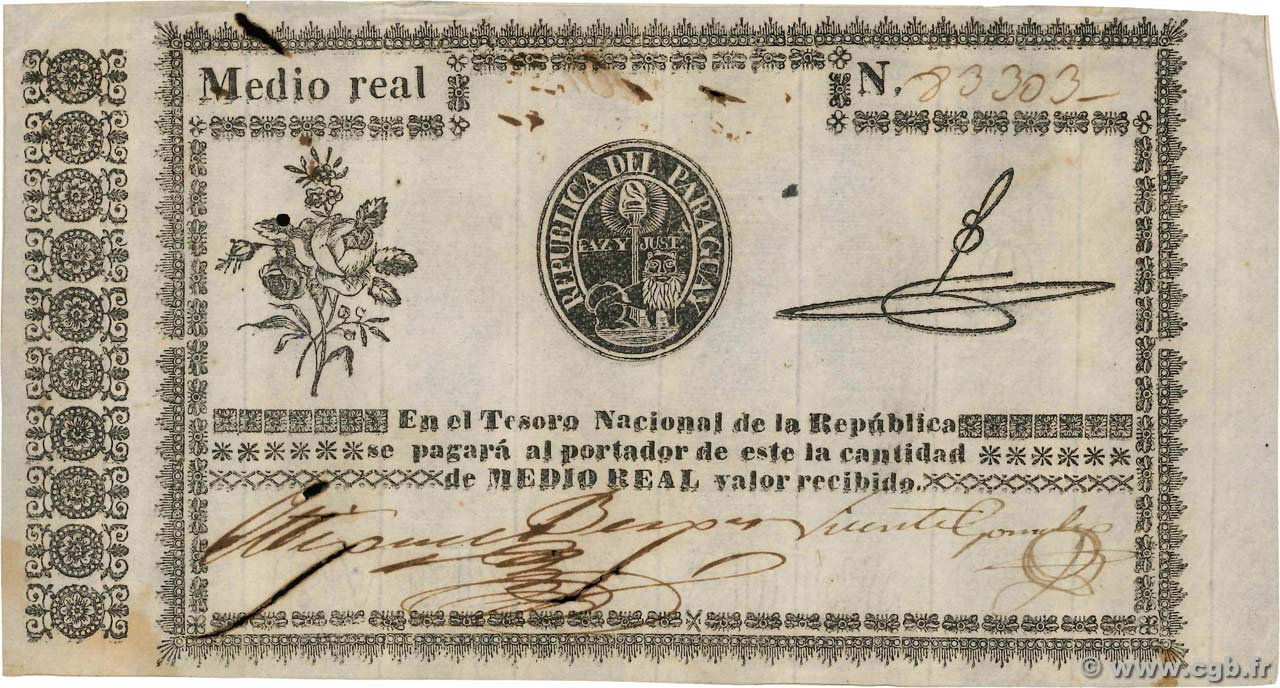 Medio real
N. 83303
REPUBLICA DEL PARAGUAY
PAZ Y JUSTA
En el Tesoro Nacional de la República
se pagará al portador de este la cantidad
de MEDIO REAL valor recibido.
Miguel Berges Vicente Gonzalez
© www.cgb.fr